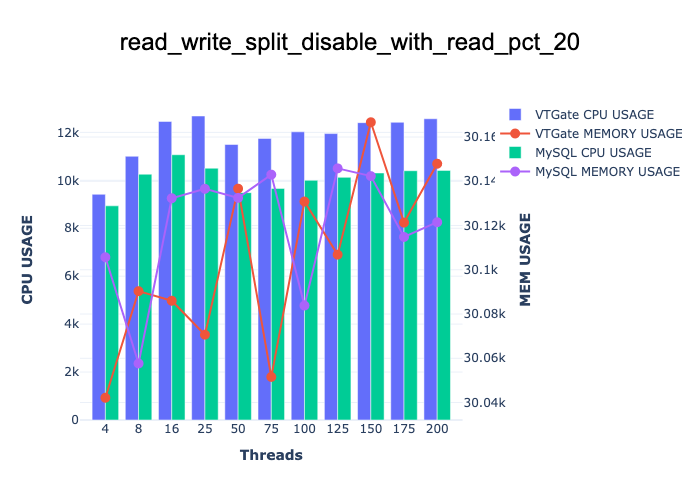 read_write_split_disable_with_read_pct_20
VTGate CPU USAGE
VTGate MEMORY USAGE
MySQL CPU USAGE
MySQL MEMORY USAGE
12k
10k
8k
6k
4k
2k
0
CPU USAGE
30.16
30.14
30.12k
30.1k
30.08k
30.06k
30.04k
MEM USAGE
4 8 16 25 50 75 100 125 150 175 200
Threads